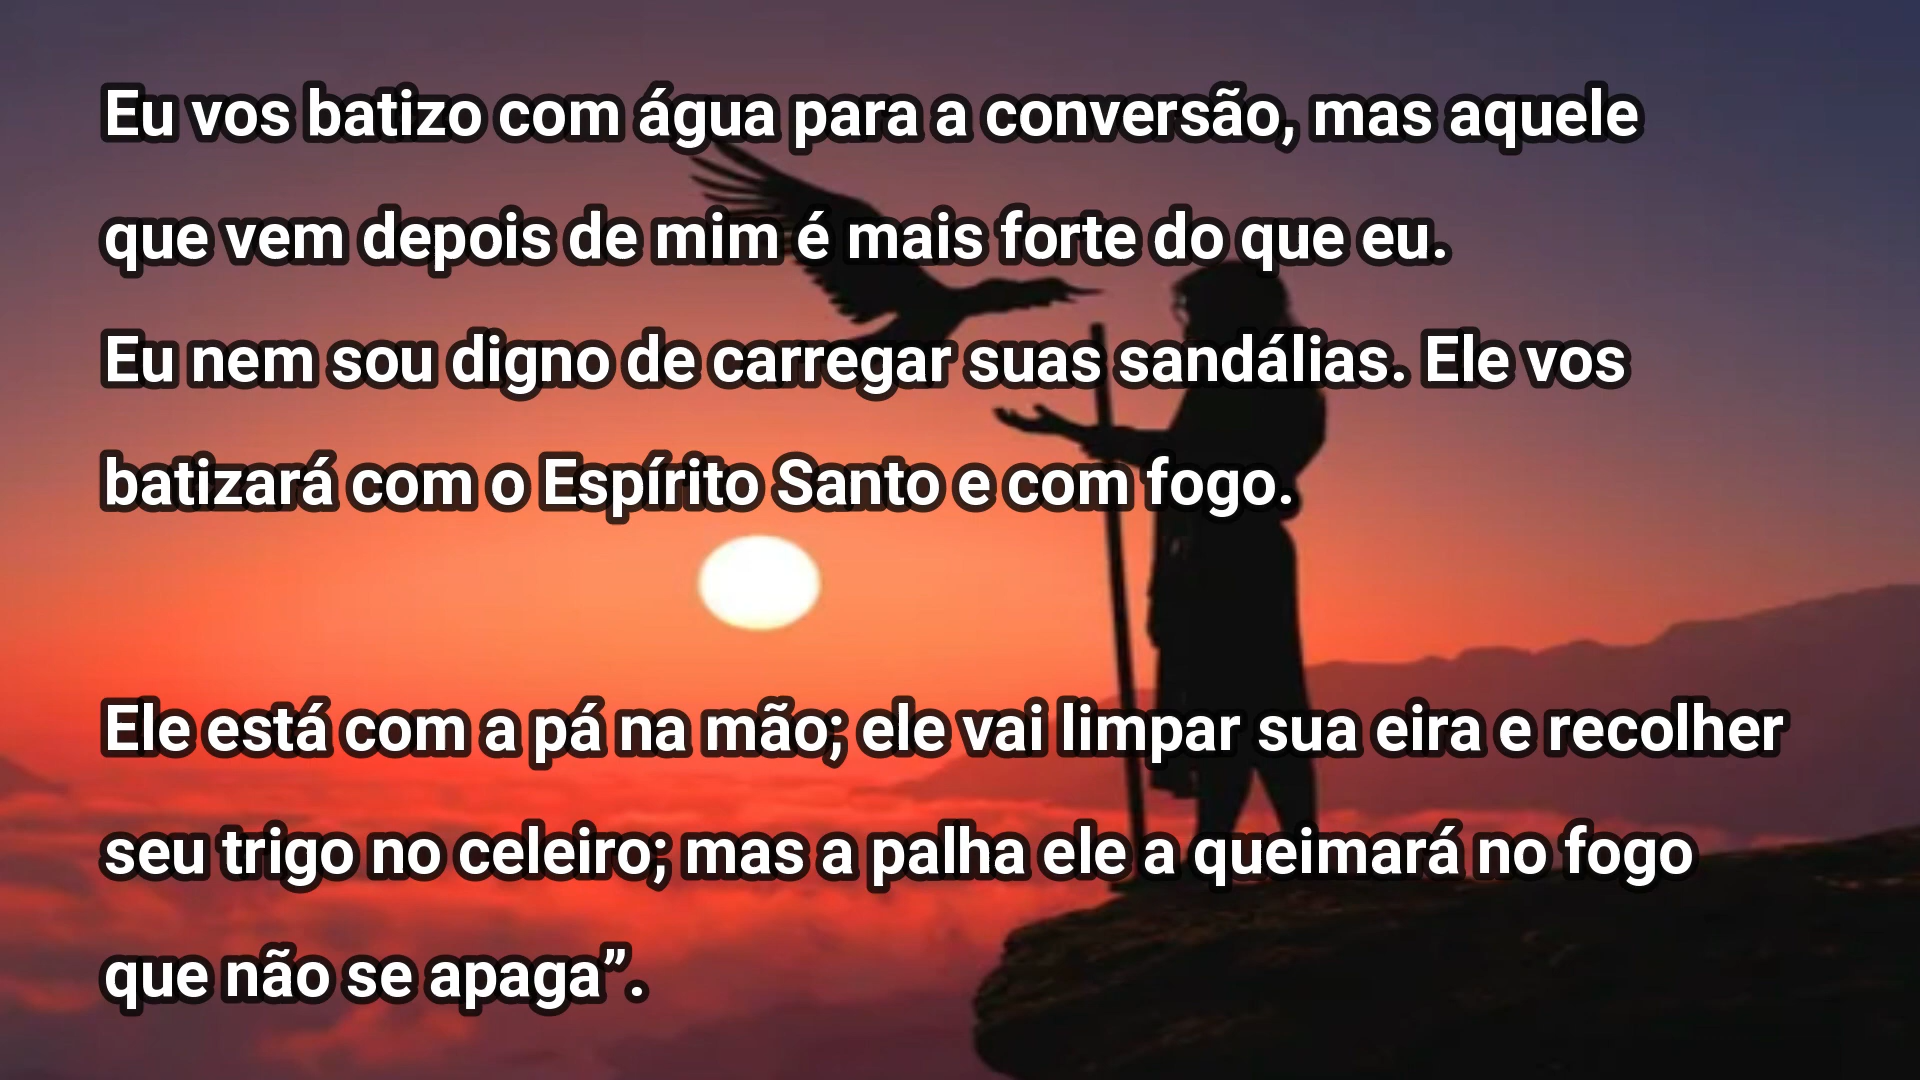 Eu vos batizo com água para a conversão, mas aquele
que vem depois de mim é mais forte do que eu.
Eu nem sou digno de carregar suas sandálias. Ele vos
batizará com o Espírito Santo e com fogo.
Ele está com a pá na mão; ele vai limpar sua eira e recolher
seu trigo no celeiro; mas a palha ele a queimará no fogo
que não se apaga”.